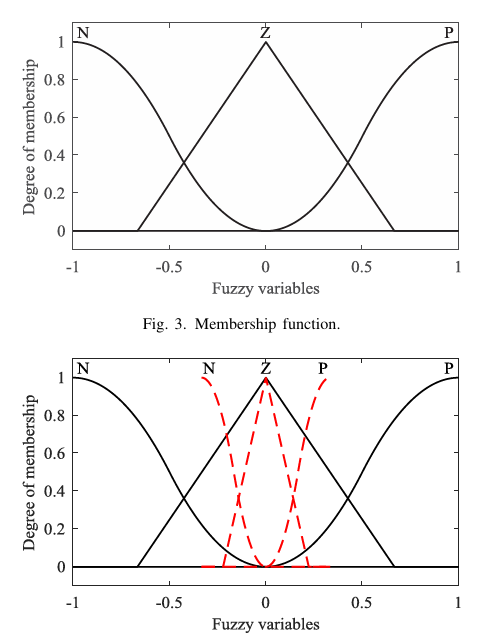 N Z P
1
0.8
0.6
0.4
0.2
0
Degree of membership
-1 -0.5 0 0.5 1
Fuzzy variables
Fig. 3. Membership function.
N N Z P P
1
0.8
0.6
0.4
0.2
0
Degree of membership
-1 -0.5 0 0.5 1
Fuzzy variables